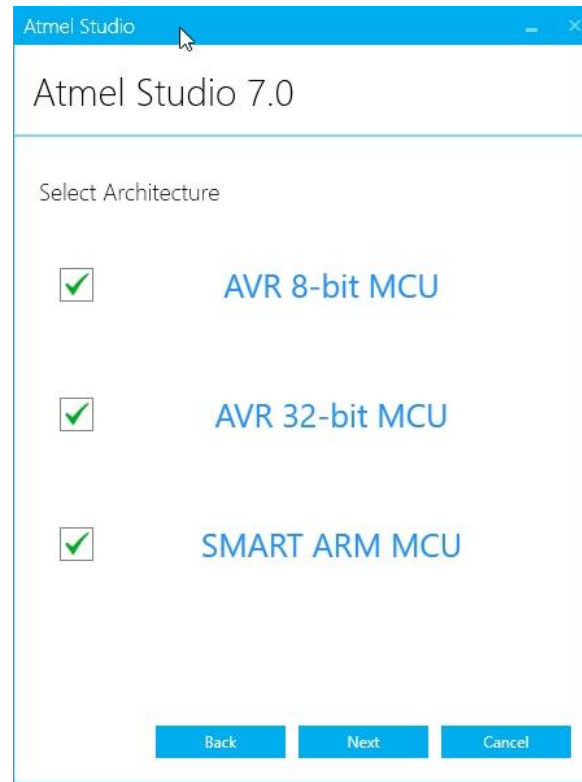 Atmel Studio
Atmel Studio 7.0
Select Architecture
AVR 8-bit MCU
AVR 32-bit MCU
SMART ARM MCU
Back Next Cancel